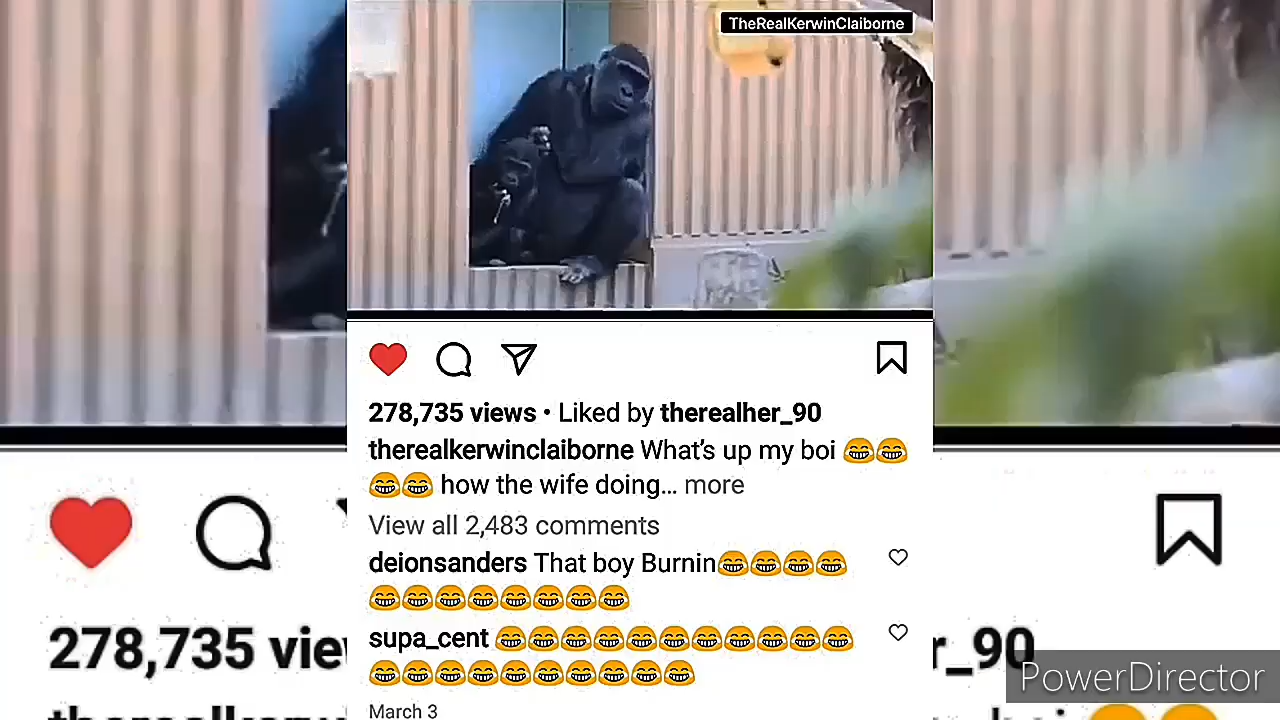 TheRealKerwinClaiborne
278,735 views • Liked by therealher_90
therealkerwinclaiborne What's up my boi 😂😂
😂😂 how the wife doing... more
View all 2,483 comments
deionsanders That boy Burnin😂😂😂😂
😂😂😂😂😂😂😂😂
supa_cent 😂😂😂😂😂😂😂😂😂😂😂
😂😂😂😂😂😂😂😂😂😂
March 3
278,735 vie
r_90
PowerDirector